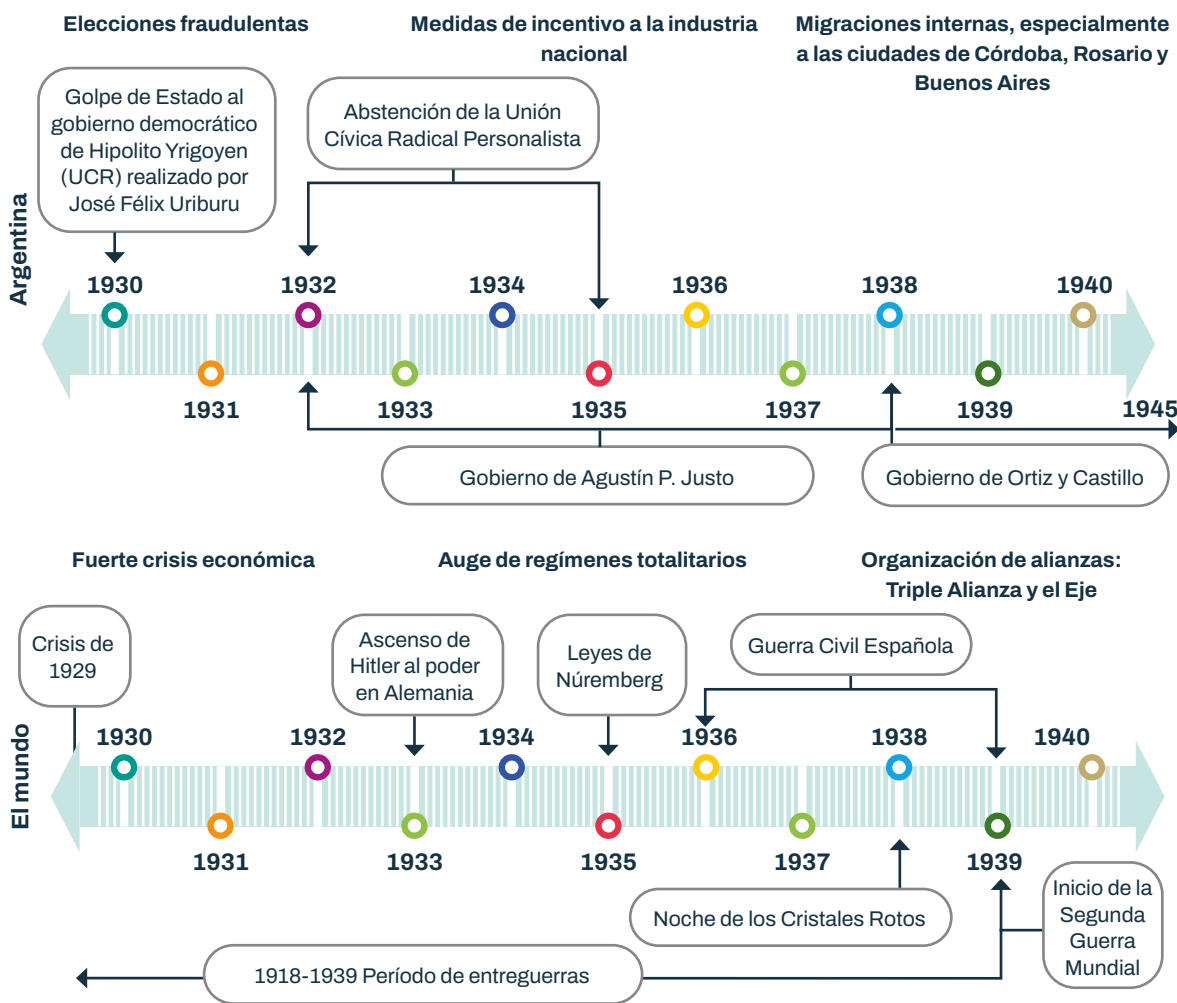 Elecciones fraudulentas
Medidas de incentivo a la industria
nacional
Migraciones internas, especialmente
a las ciudades de Córdoba, Rosario y
Buenos Aires
Golpe de Estado al
gobierno democrático
de Hipolito Yrigoyen
(UCR) realizado por
José Félix Uriburu
Abstención de la Unión
Cívica Radical Personalista
Argentina
1930
1932
1934
1936
1938
1940
1931
1933
1935
1937
1939
1945
Gobierno de Agustín P. Justo
Gobierno de Ortiz y Castillo
Fuerte crisis económica
Auge de regímenes totalitarios
Organización de alianzas:
Triple Alianza y el Eje
Crisis de
1929
Ascenso de
Hitler al poder
en Alemania
Leyes de
Núremberg
Guerra Civil Española
El mundo
1930
1932
1934
1936
1938
1940
1931
1933
1935
1937
1939
Noche de los Cristales Rotos
Inicio de la
Segunda
Guerra
Mundial
1918-1939 Período de entreguerras